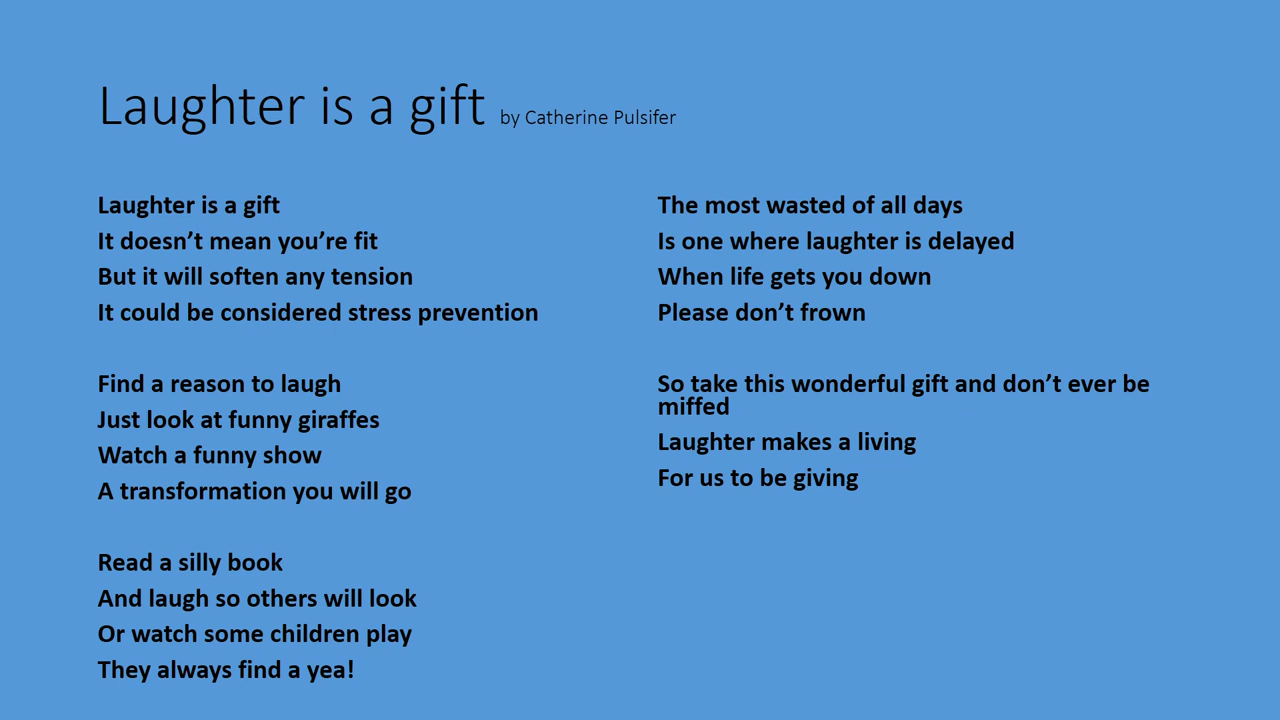 Laughter is a gift by Catherine Pulsifer
Laughter is a gift
It doesn’t mean you’re fit
But it will soften any tension
It could be considered stress prevention
Find a reason to laugh
Just look at funny giraffes
Watch a funny show
A transformation you will go
Read a silly book
And laugh so others will look
Or watch some children play
They always find a yea!
The most wasted of all days
Is one where laughter is delayed
When life gets you down
Please don’t frown
So take this wonderful gift and don’t ever be
miffed
Laughter makes a living
For us to be giving